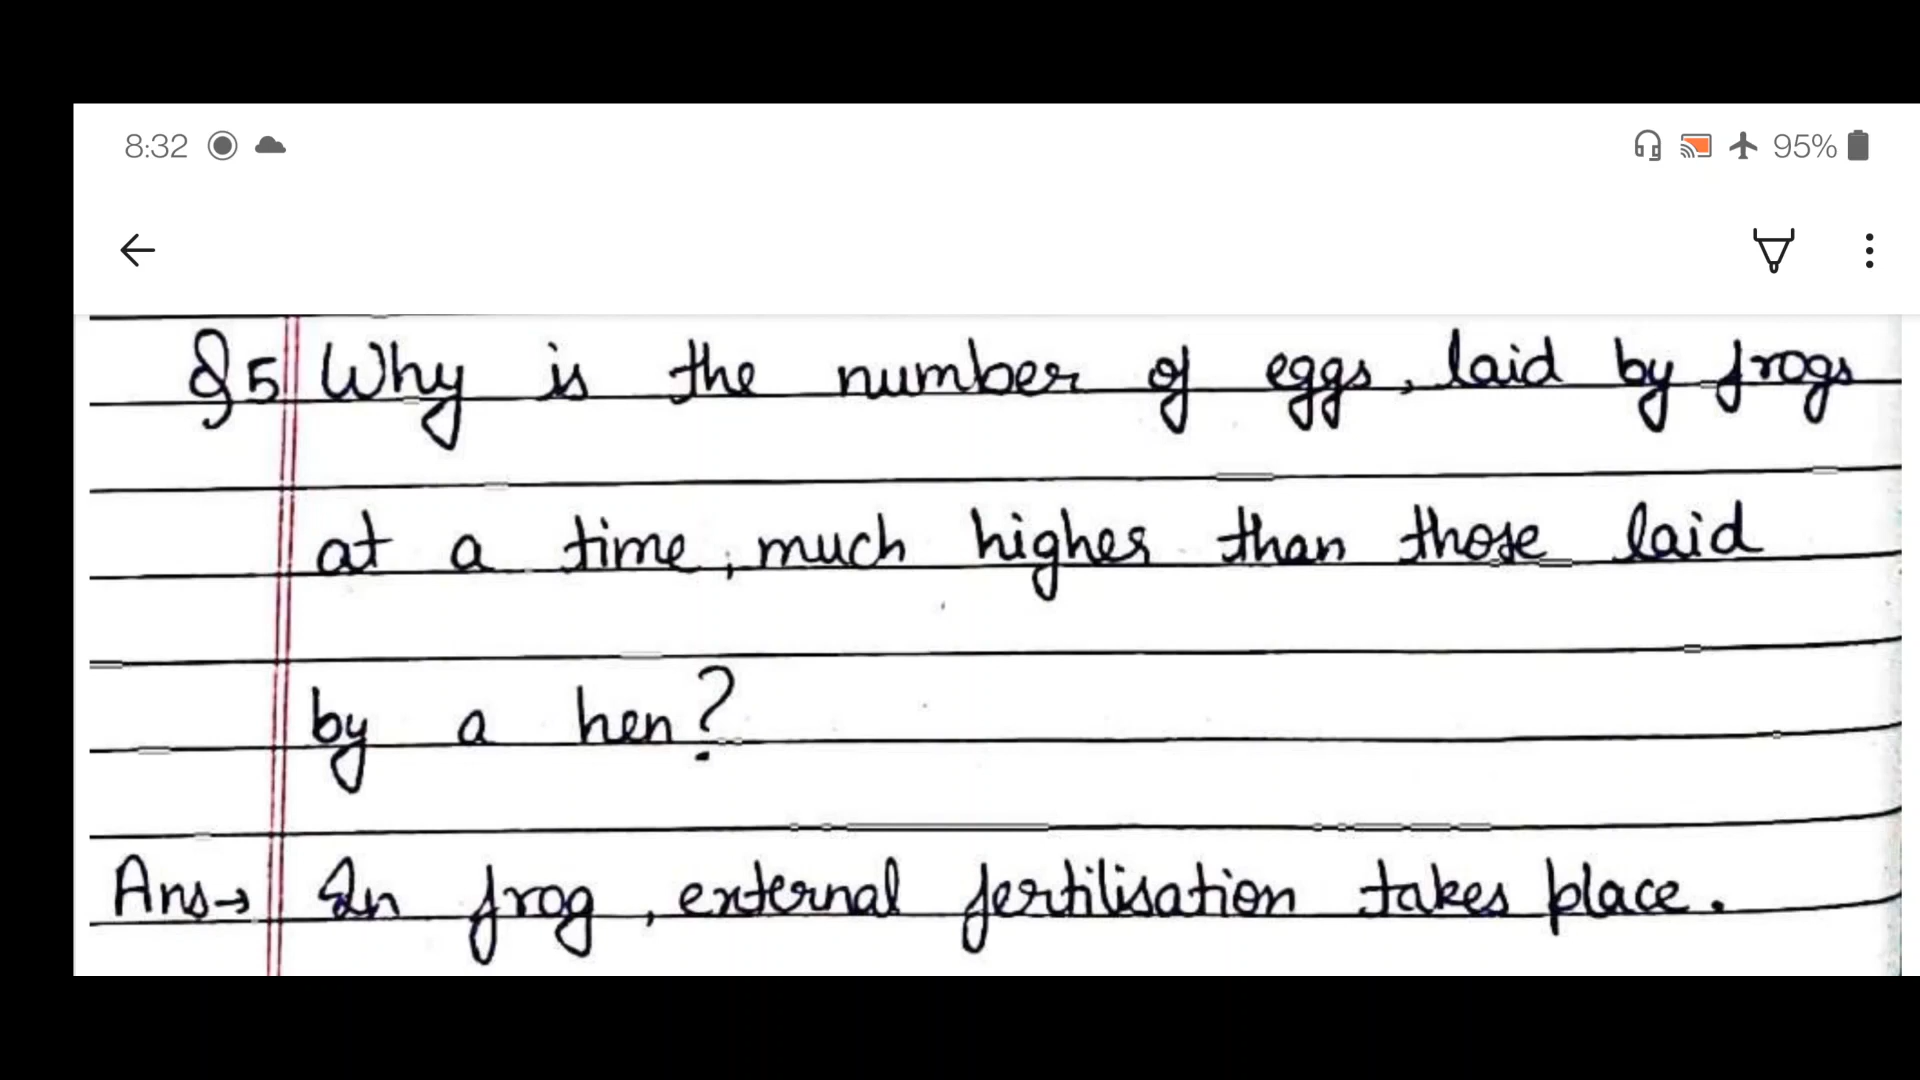 8:32 95%
Q5 Why is the number of eggs, laid by frogs
at a time, much higher than those laid
by a hen?
Ans→ In frog, external fertilisation takes place.